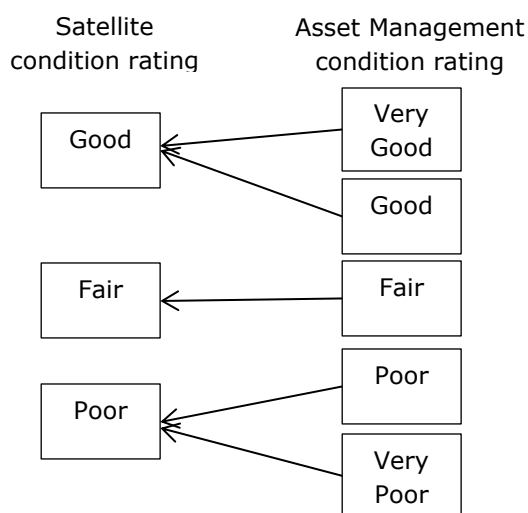 Satellite
condition rating
Asset Management
condition rating
Good
Very
Good
Good
Fair
Fair
Poor
Poor
Very
Poor